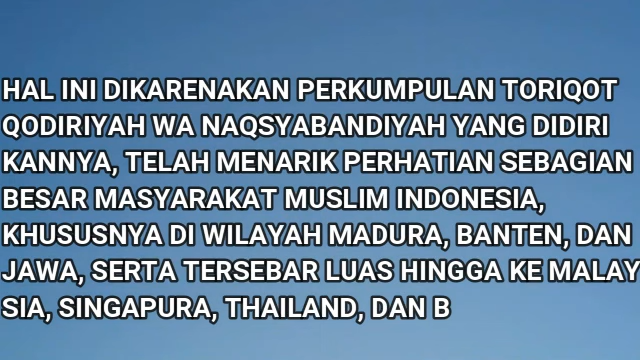 HAL INI DIKARENAKAN PERKUMPULAN TORIQOT
QODIRIYAH WA NAQSYABANDIYAH YANG DIDIRI
KANNYA, TELAH MENARIK PERHATIAN SEBAGIAN
BESAR MASYARAKAT MUSLIM INDONESIA,
KHUSUSNYA DI WILAYAH MADURA, BANTEN, DAN
JAWA, SERTA TERSEBAR LUAS HINGGA KE MALAY
SIA, SINGAPURA, THAILAND, DAN B